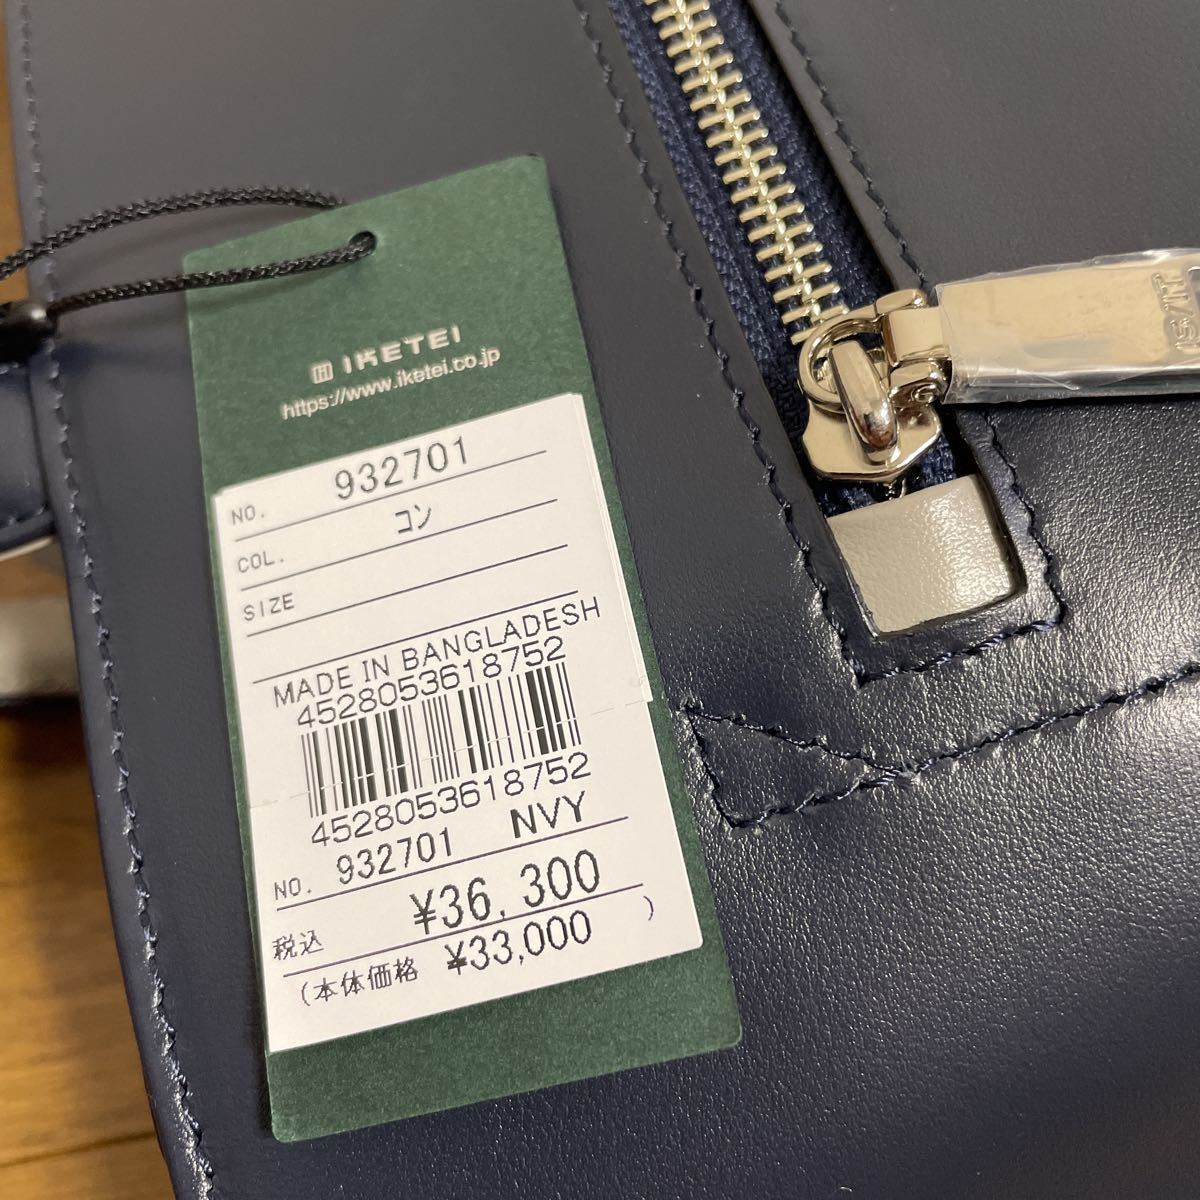 IKETEI
https://www.iketei.co.jp
NO. 932701
COL. コン
SIZE
MADE IN BANGLADESH
4528053618752
4528053618752
NO. 932701 NVY
税込 ¥36,300
(本体価格 ¥33,000 )